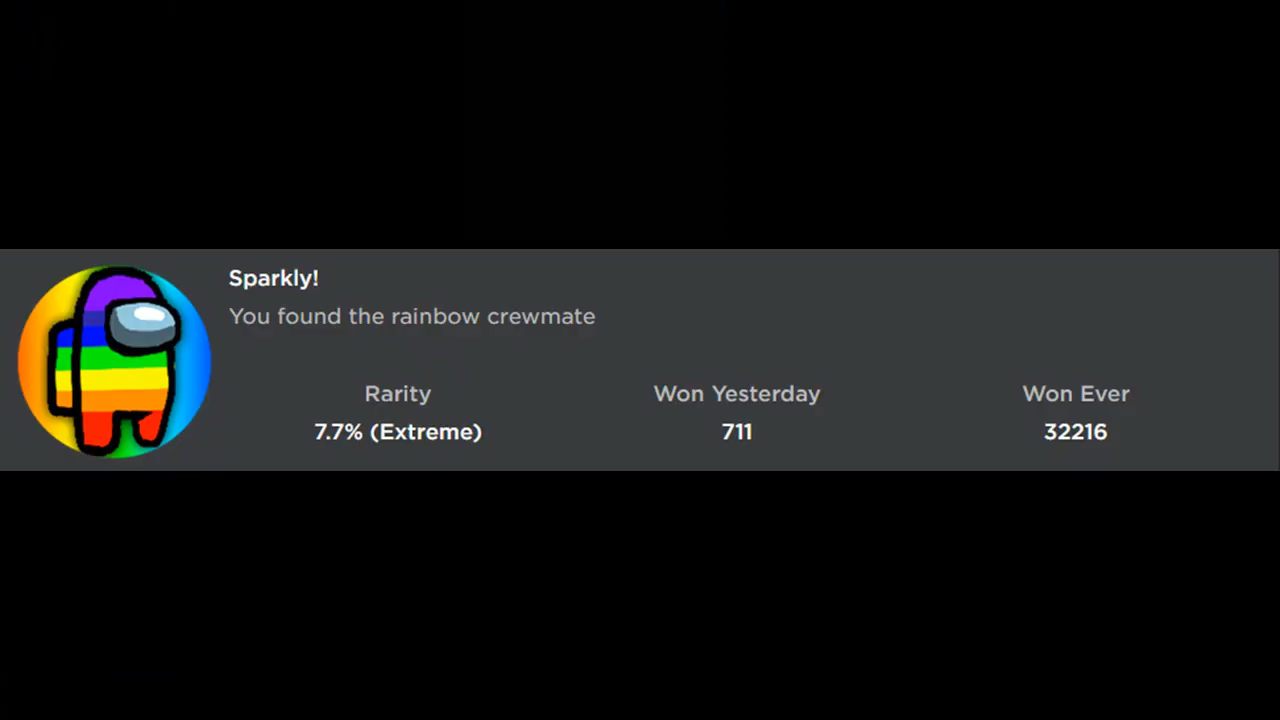 Sparkly!
You found the rainbow crewmate
Rarity Won Yesterday Won Ever
7.7% (Extreme) 711 32216